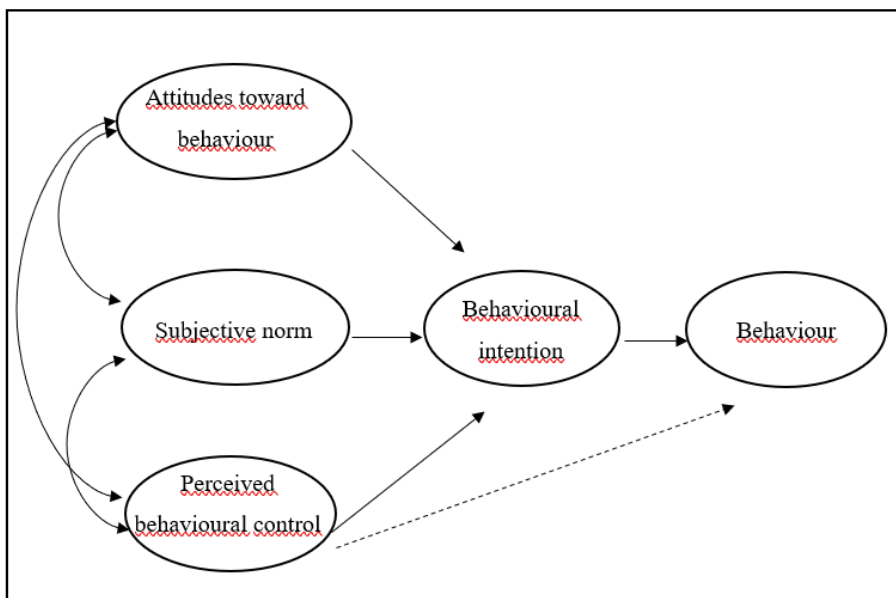 Attitudes toward
behaviour
Subjective norm
Behavioural
intention
Behaviour
Perceived
behavioural control